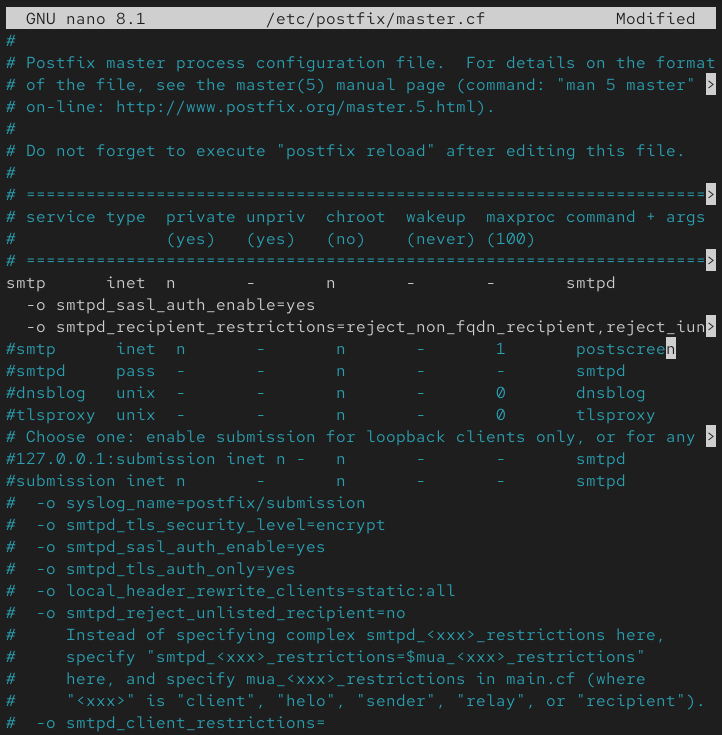 GNU nano 8.1 /etc/postfix/master.cf Modified
#
# Postfix master process configuration file.  For details on the format
# of the file, see the master(5) manual page (command: "man 5 master" >
# on-line: http://www.postfix.org/master.5.html).
#
# Do not forget to execute "postfix reload" after editing this file.
#
# ====================================================================>
# service type  private unpriv  chroot  wakeup  maxproc command + args
#               (yes)   (yes)   (no)    (never) (100)
# ====================================================================>
smtp      inet  n       -       n       -       -       smtpd
  -o smtpd_sasl_auth_enable=yes
  -o smtpd_recipient_restrictions=reject_non_fqdn_recipient,reject_iun>
#smtp      inet  n       -       n       -       1       postscreen
#smtpd     pass  -       -       n       -       -       smtpd
#dnsblog   unix  -       -       n       -       0       dnsblog
#tlsproxy  unix  -       -       n       -       0       tlsproxy
# Choose one: enable submission for loopback clients only, or for any >
#127.0.0.1:submission inet n -   n       -       -       smtpd
#submission inet n       -       n       -       -       smtpd
#  -o syslog_name=postfix/submission
#  -o smtpd_tls_security_level=encrypt
#  -o smtpd_sasl_auth_enable=yes
#  -o smtpd_tls_auth_only=yes
#  -o local_header_rewrite_clients=static:all
#  -o smtpd_reject_unlisted_recipient=no
#     Instead of specifying complex smtpd_<xxx>_restrictions here,
#     specify "smtpd_<xxx>_restrictions=$mua_<xxx>_restrictions"
#     here, and specify mua_<xxx>_restrictions in main.cf (where
#     "<xxx>" is "client", "helo", "sender", "relay", or "recipient").
#  -o smtpd_client_restrictions=